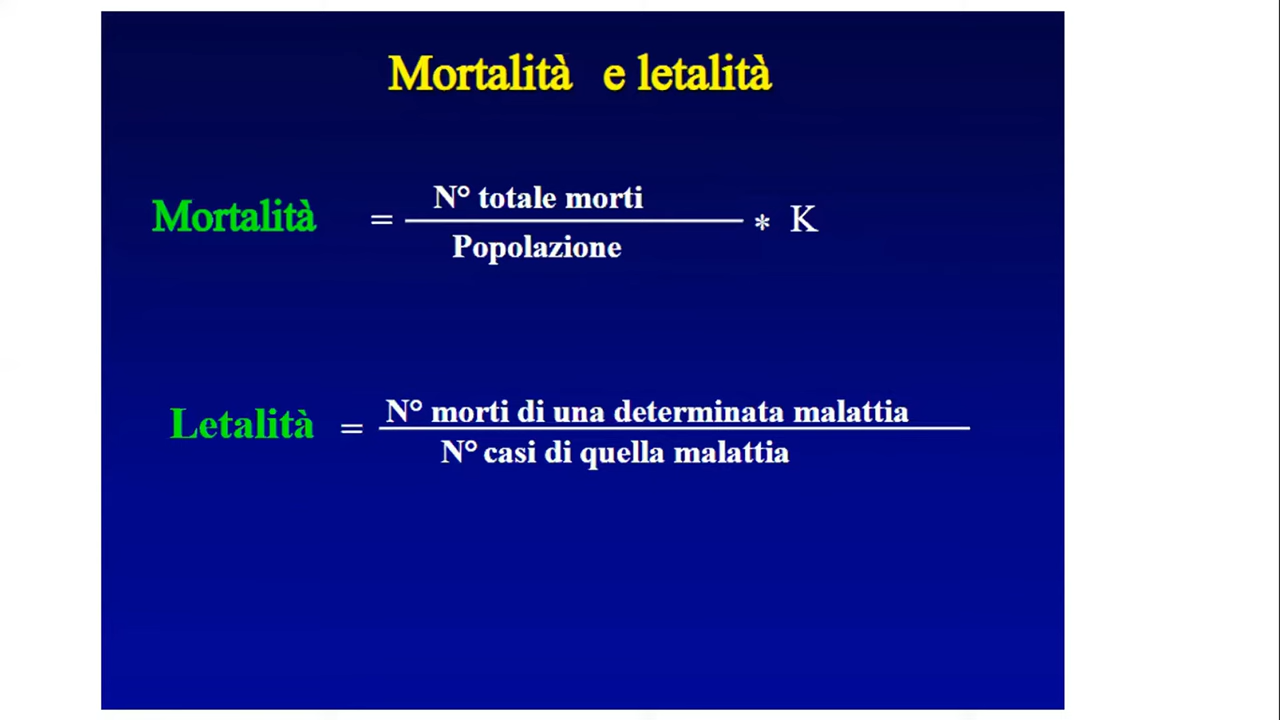 Mortalità e letalità
Mortalità = N° totale morti * K
Popolazione
Letalità = N° morti di una determinata malattia
N° casi di quella malattia